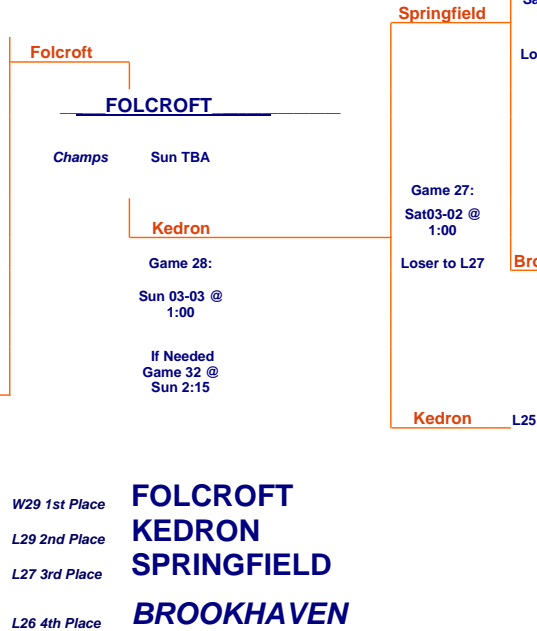 Springfield
Folcroft
FOLCROFT
Champs Sun TBA
Game 27:
Sat03-02 @
1:00
Kedron
Game 28:
Loser to L27
Sun 03-03 @
1:00
If Needed
Game 32 @
Sun 2:15
Kedron L25
W29 1st Place FOLCROFT
L29 2nd Place KEDRON
L27 3rd Place SPRINGFIELD
L26 4th Place BROOKHAVEN